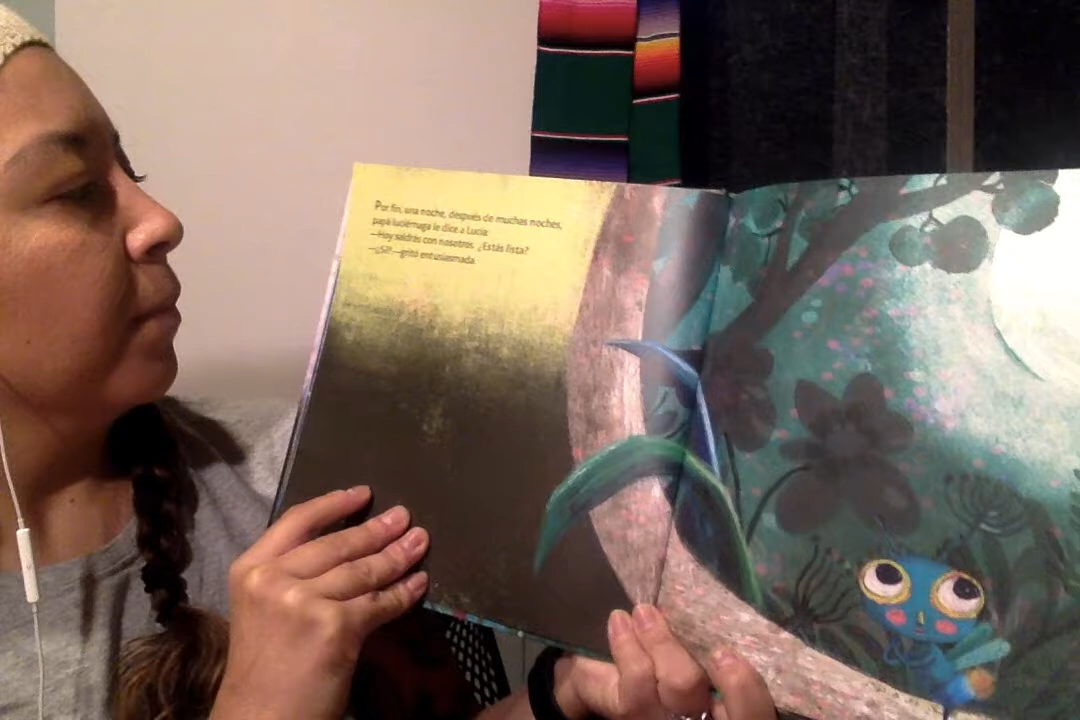 Por fin, una noche, después de muchas noches,
papá luciérnaga le dice a Lucía:
—Hoy saldrás con nosotros. ¿Estás lista?
—¡¡Sí!! —gritó entusiasmada.